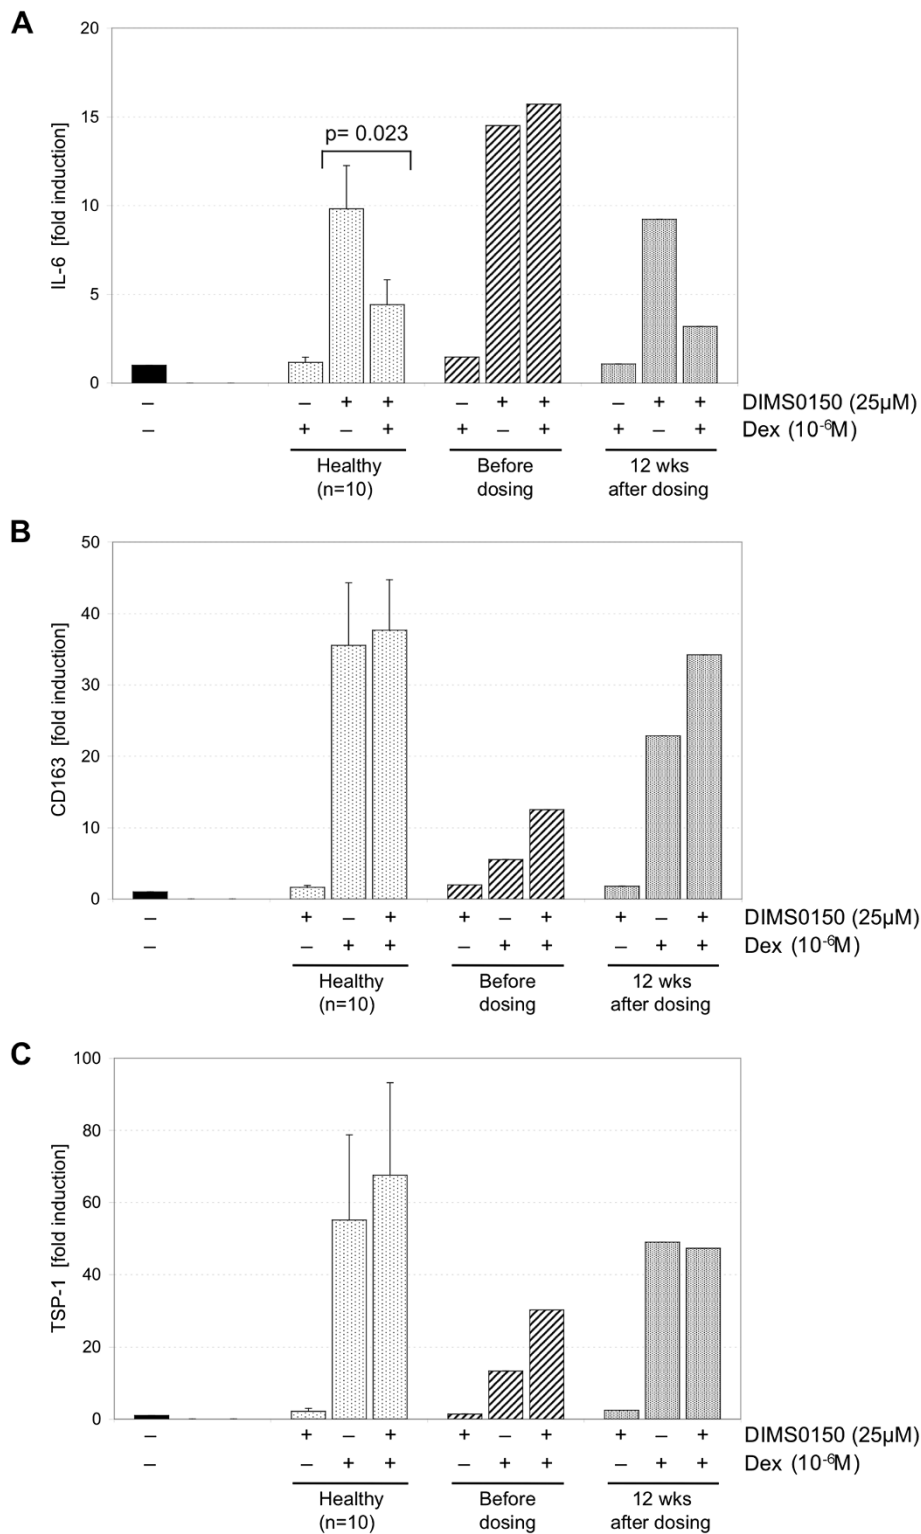 A
20
15
10
5
0
IL-6 [fold induction]
p= 0.023
– – + + – + + – + + DIMS0150 (25µM)
– + – + + – + + – + Dex (10⁻⁶M)
Healthy Before 12 wks
(n=10) dosing after dosing
B
50
40
30
20
10
0
CD163 [fold induction]
– + – + + – + + – + DIMS0150 (25µM)
– – + + – + + – + + Dex (10⁻⁶M)
Healthy Before 12 wks
(n=10) dosing after dosing
C
100
80
60
40
20
0
TSP-1 [fold induction]
– + – + + – + + – + DIMS0150 (25µM)
– – + + – + + – + + Dex (10⁻⁶M)
Healthy Before 12 wks
(n=10) dosing after dosing